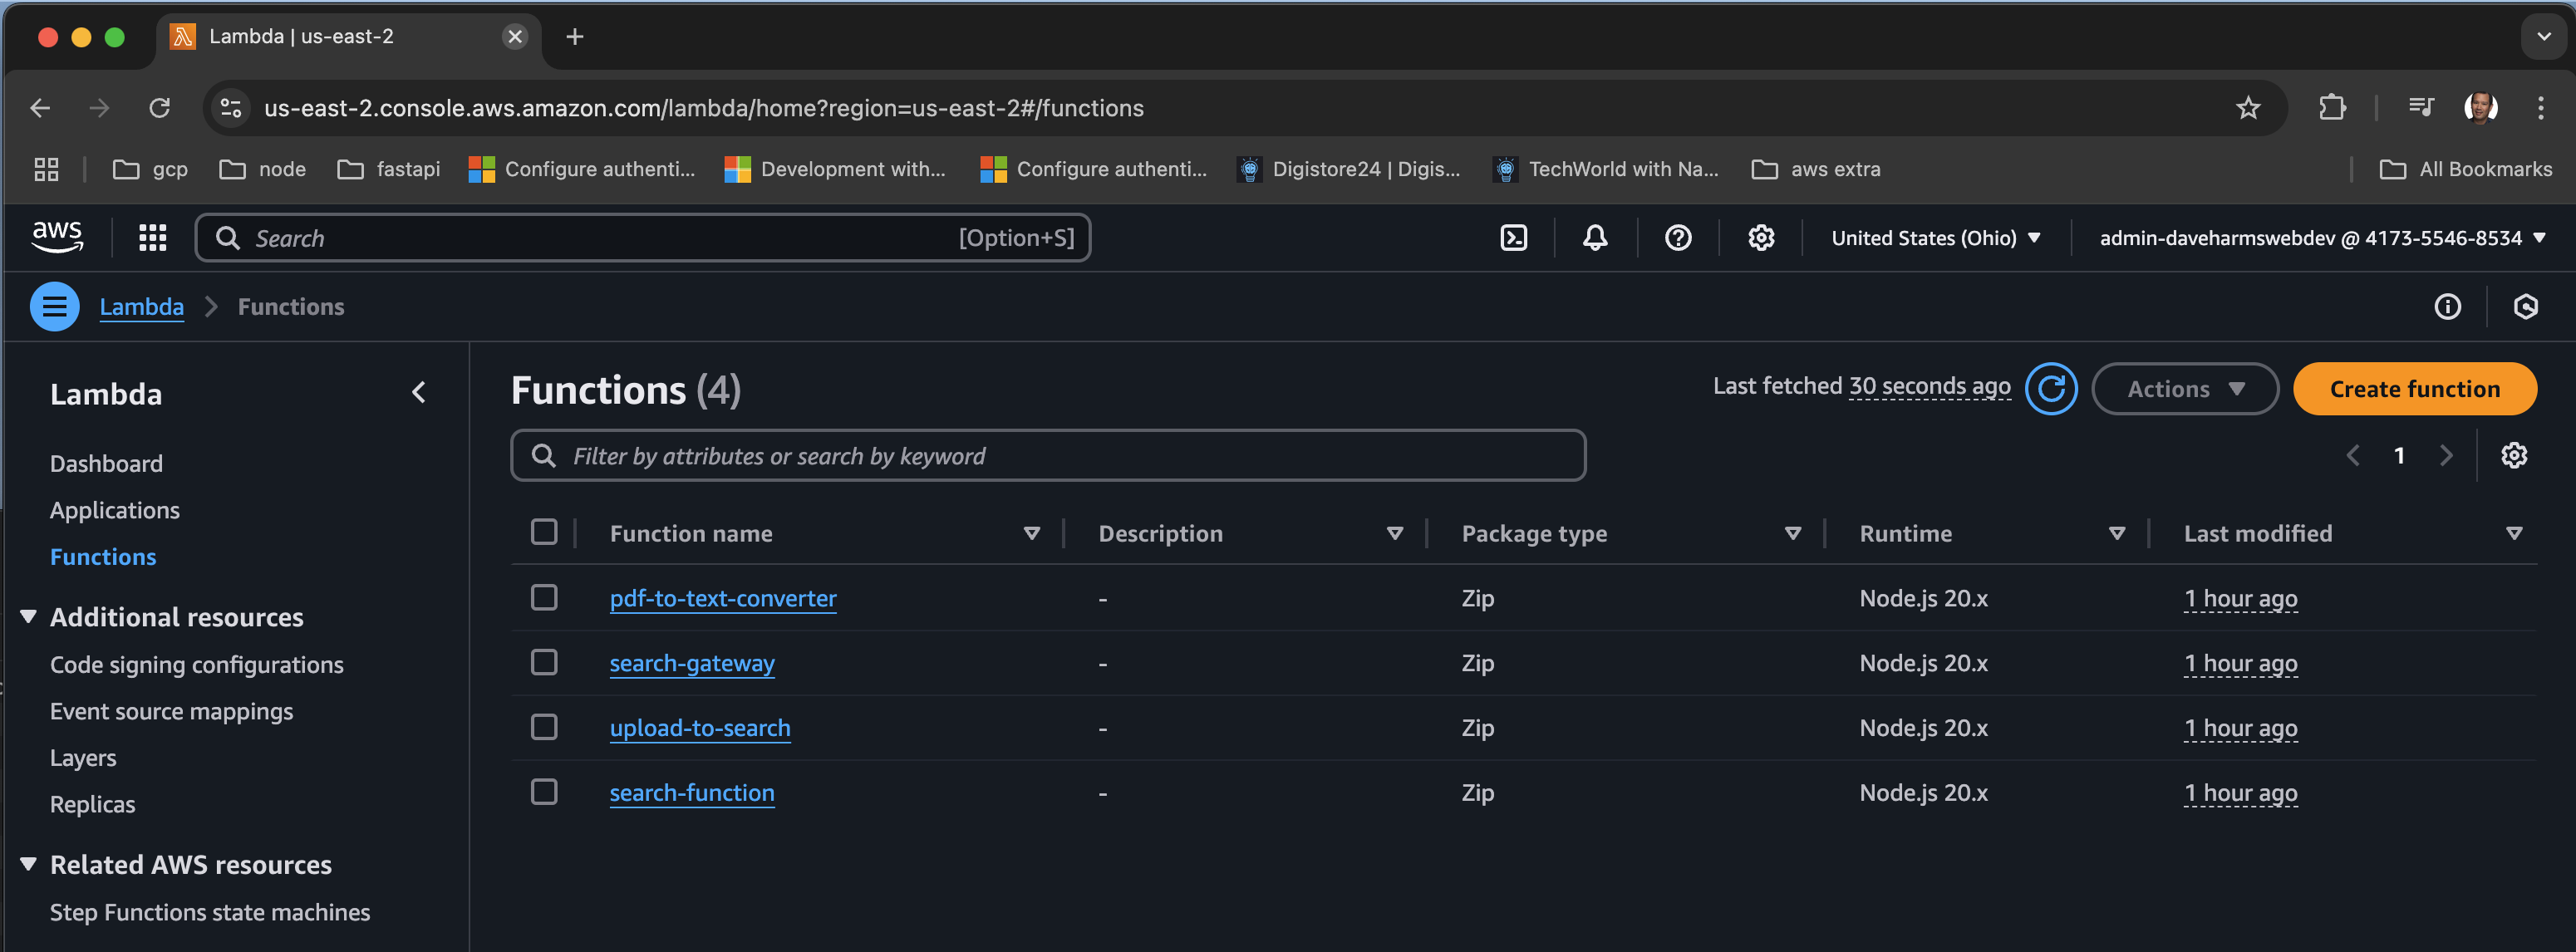 Lambda | us-east-2
us-east-2.console.aws.amazon.com/lambda/home?region=us-east-2#/functions
gcp node fastapi Configure authenti... Development with... Configure authenti... Digistore24 | Digis... TechWorld with Na... aws extra All Bookmarks
aws Search [Option+S] United States (Ohio) admin-daveharmswebdev @ 4173-5546-8534
Lambda Functions
Lambda
Dashboard
Applications
Functions
Additional resources
Code signing configurations
Event source mappings
Layers
Replicas
Related AWS resources
Step Functions state machines
Functions (4) Last fetched 30 seconds ago Actions Create function
Filter by attributes or search by keyword 1
Function name Description Package type Runtime Last modified
pdf-to-text-converter - Zip Node.js 20.x 1 hour ago
search-gateway - Zip Node.js 20.x 1 hour ago
upload-to-search - Zip Node.js 20.x 1 hour ago
search-function - Zip Node.js 20.x 1 hour ago